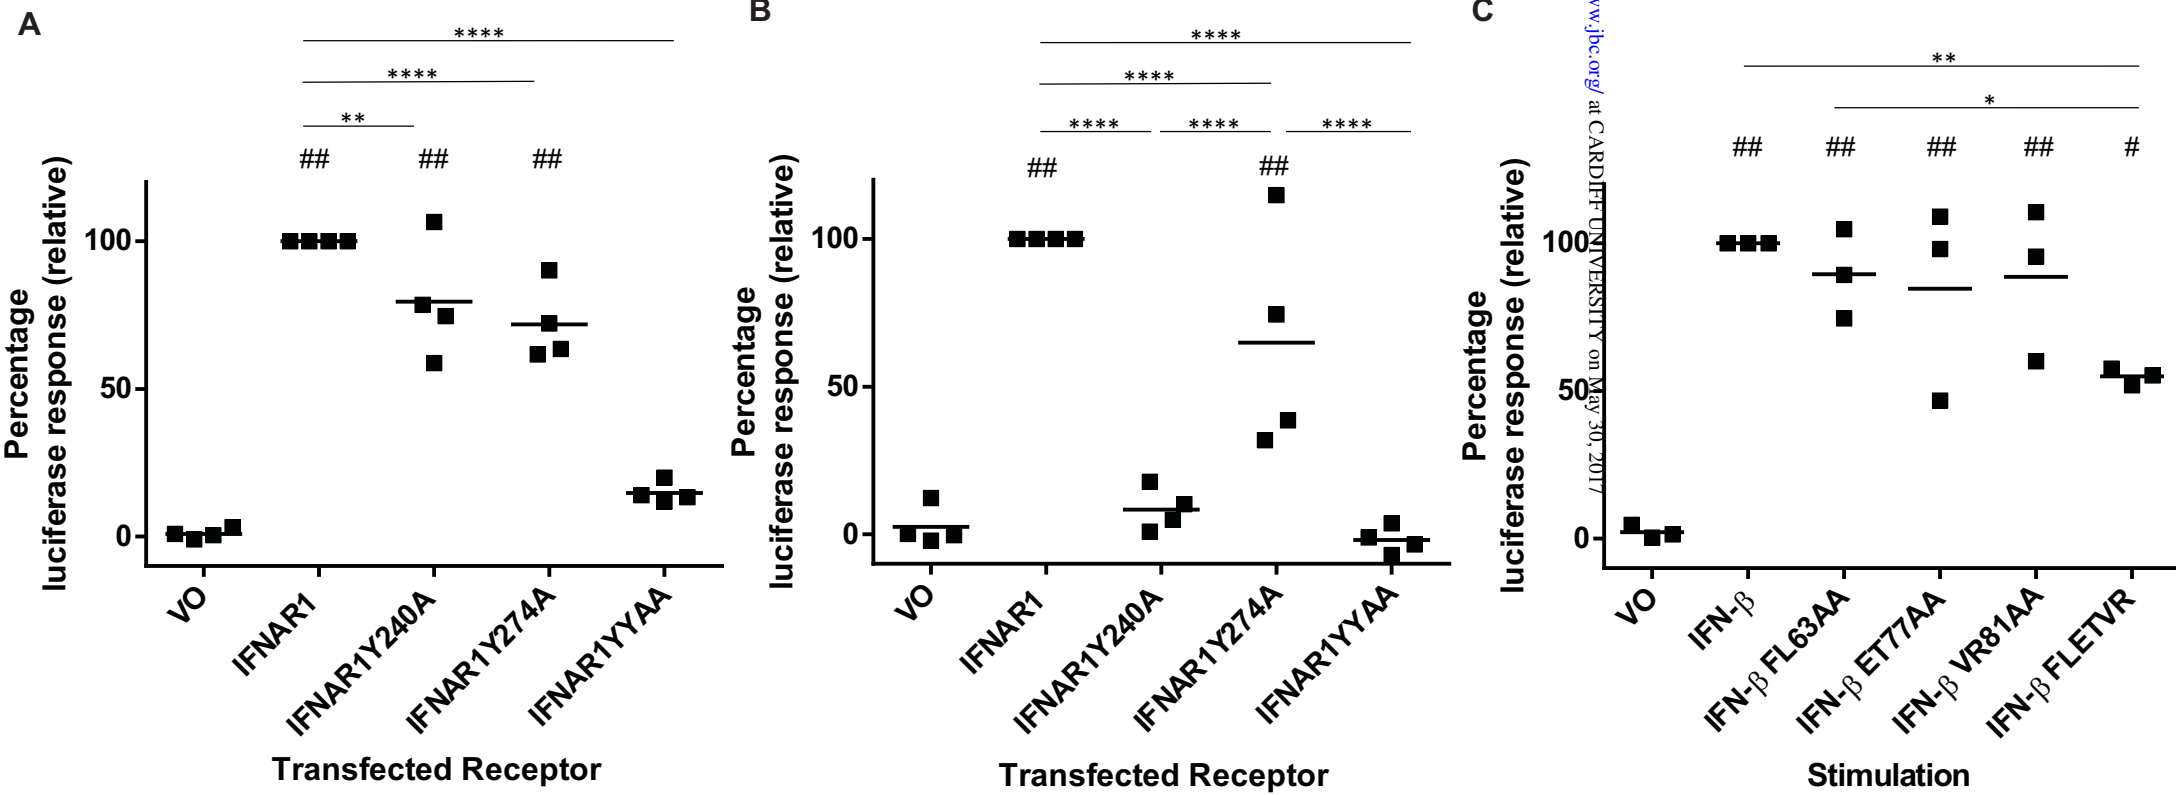 A
****
****
**
## ## ##
Percentage
luciferase response (relative)
100
50
0
VO
IFNAR1
IFNAR1Y240A
IFNAR1Y274A
IFNAR1YYAA
Transfected Receptor
B
****
****
**** **** ****
## ##
Percentage
luciferase response (relative)
100
50
0
VO
IFNAR1
IFNAR1Y240A
IFNAR1Y274A
IFNAR1YYAA
Transfected Receptor
C
**
*
## ## ## ## #
Percentage
luciferase response (relative)
100
50
0
VO
IFN-β
IFN-β FL63AA
IFN-β ET77AA
IFN-β VR81AA
IFN-β FLETVR
Stimulation
ww.jbc.org/ at CARDIFF UNIVERSITY on May 30, 2017